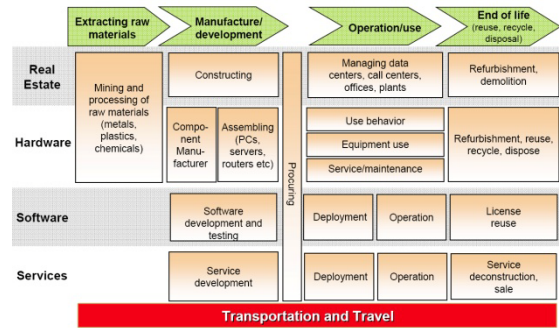 Extracting raw
materials
Manufacture/
development
Operation/use
End of life
(reuse, recycle,
disposal)
Real
Estate
Mining and
processing of
raw materials
(metals,
plastics,
chemicals)
Constructing
Managing data
centers, call centers,
offices, plants
Refurbishment,
demolition
Hardware
Compo-
nent
Manu-
facturer
Assembling
(PCs,
servers,
routers etc)
Procuring
Use behavior
Equipment use
Service/maintenance
Refurbishment, reuse,
recycle, dispose
Software
Software
development and
testing
Deployment
Operation
License
reuse
Services
Service
development
Deployment
Operation
Service
deconstruction,
sale
Transportation and Travel